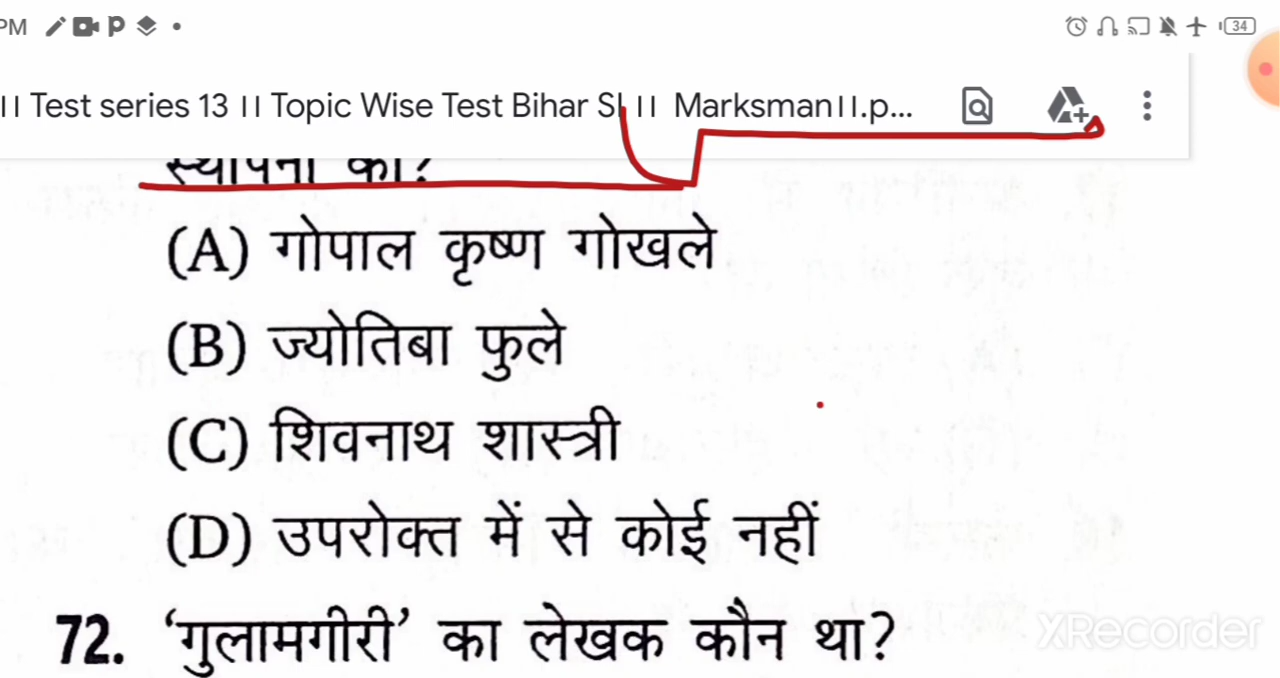 PM
34
II Test series 13 II Topic Wise Test Bihar SI II Marksman II.p...
स्थापना की?
(A) गोपाल कृष्ण गोखले
(B) ज्योतिबा फुले
(C) शिवनाथ शास्त्री
(D) उपरोक्त में से कोई नहीं
72. ‘गुलामगीरी’ का लेखक कौन था?
XRecorder